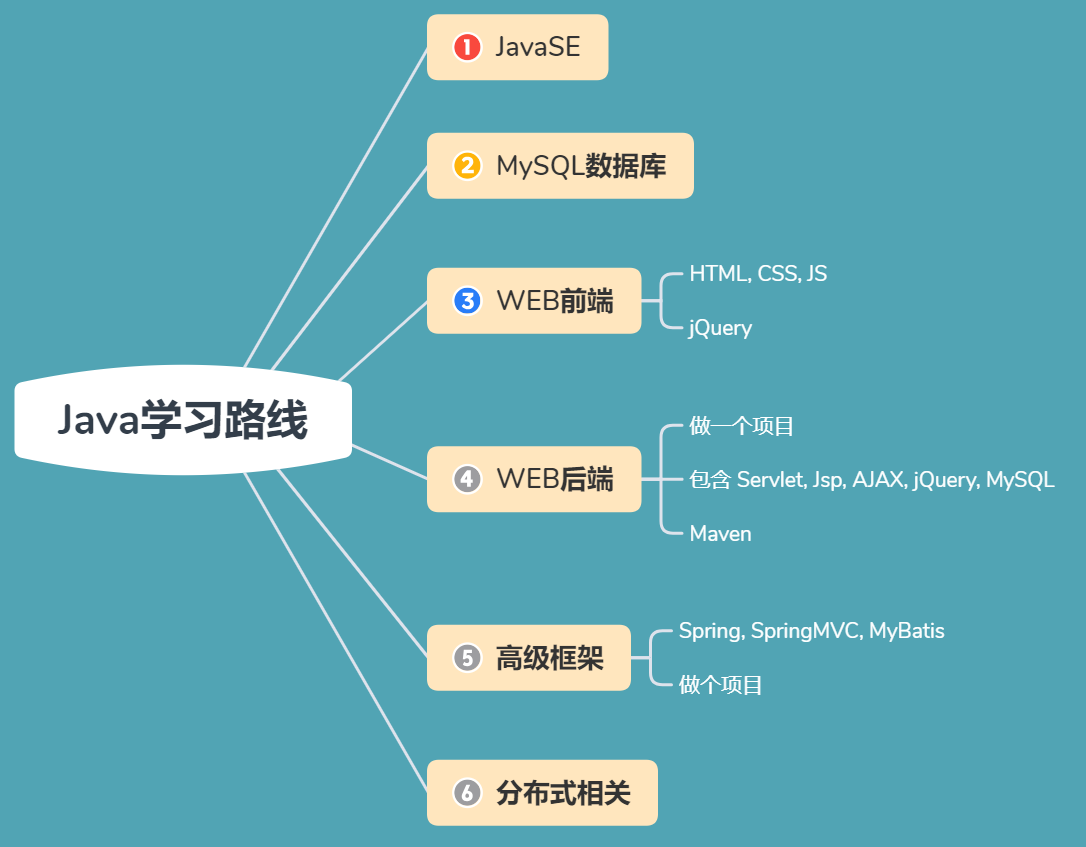 1 JavaSE
2 MySQL数据库
3 WEB前端
HTML, CSS, JS
jQuery
Java学习路线
4 WEB后端
做一个项目
包含 Servlet, Jsp, AJAX, jQuery, MySQL
Maven
5 高级框架
Spring, SpringMVC, MyBatis
做个项目
6 分布式相关